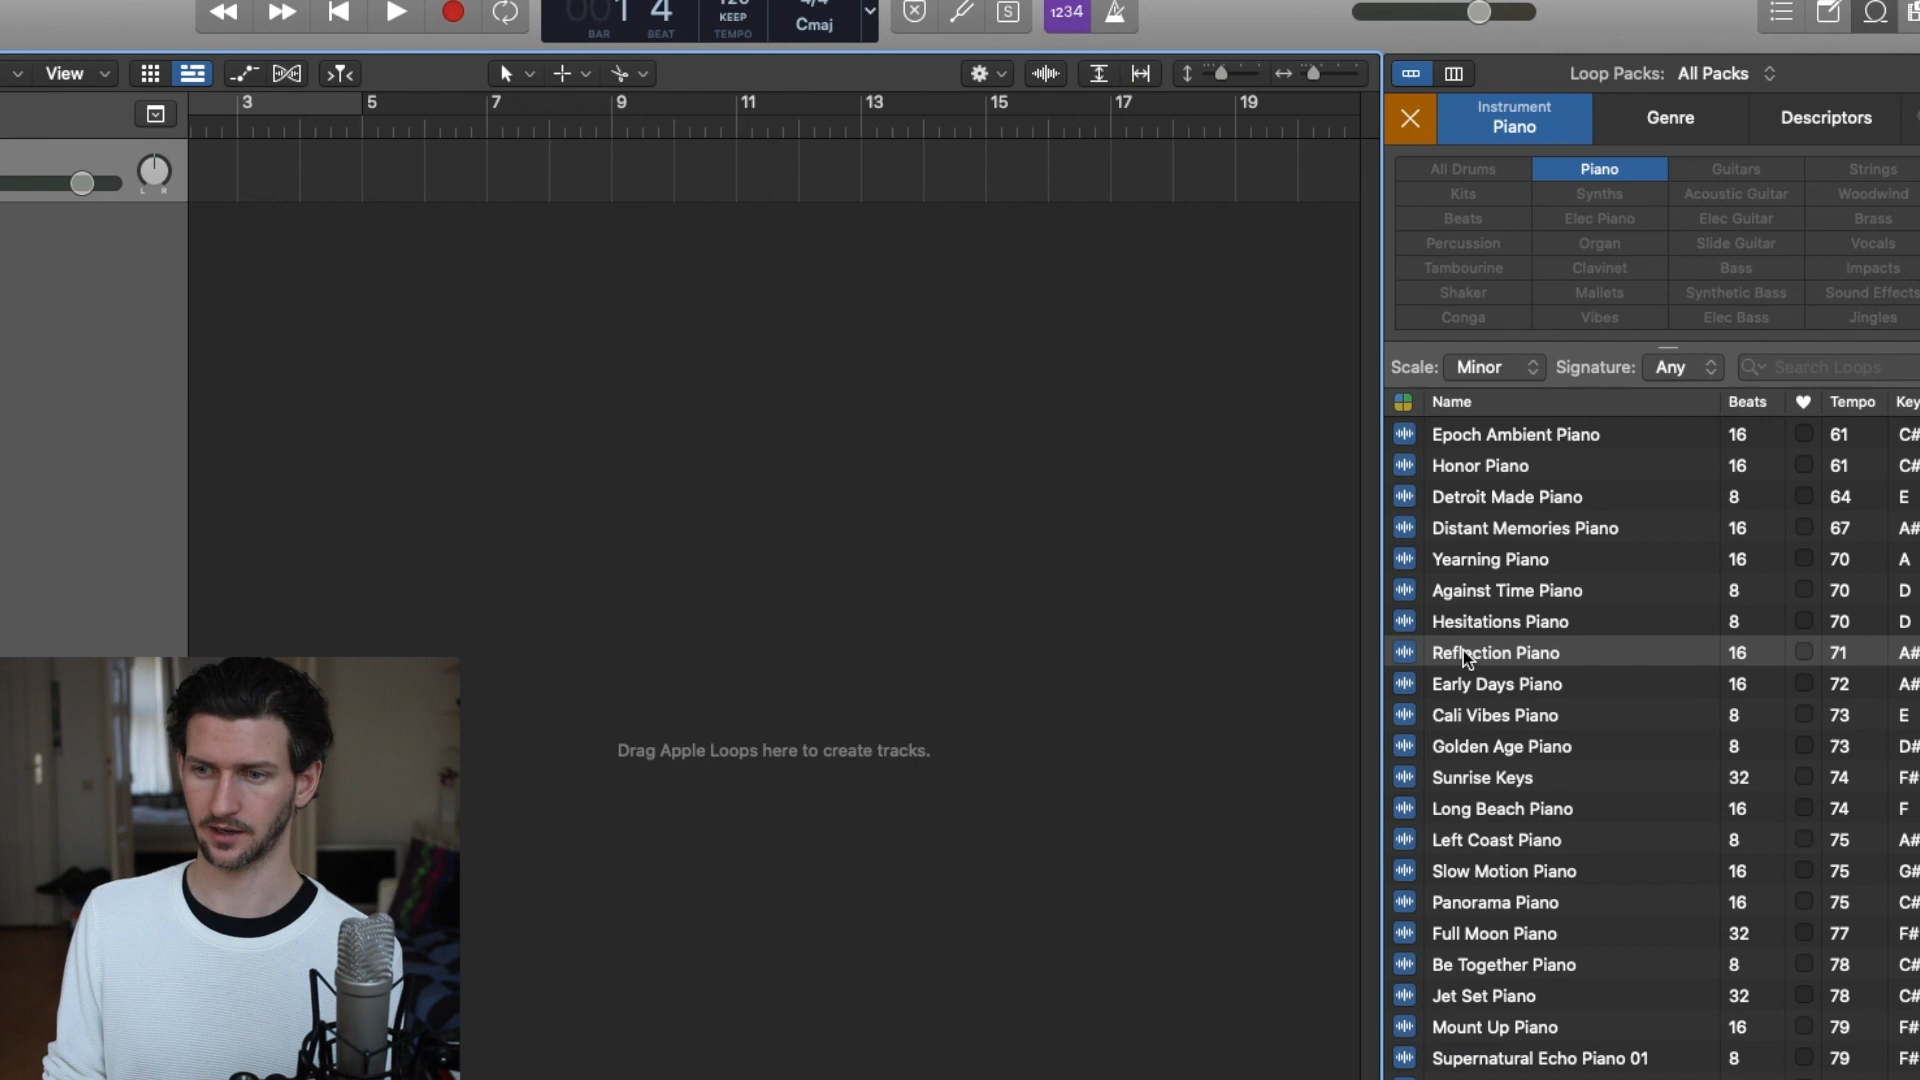 1 4
KEEP
Cmaj
BAR BEAT TEMPO
S
1234
View
Loop Packs: All Packs
3 5 7 9 11 13 15 17 19
Instrument
Piano
Genre
Descriptors
All Drums Piano Guitars Strings
Kits Synths Acoustic Guitar Woodwind
Beats Elec Piano Elec Guitar Brass
Percussion Organ Slide Guitar Vocals
Tambourine Clavinet Bass Impacts
Shaker Mallets Synthetic Bass Sound Effects
Conga Vibes Elec Bass Jingles
L R
Scale: Minor Signature: Any Search Loops
Name Beats Tempo Key
Epoch Ambient Piano 16 61 C#
Honor Piano 16 61 C#
Detroit Made Piano 8 64 E
Distant Memories Piano 16 67 A#
Yearning Piano 16 70 A
Against Time Piano 8 70 D
Hesitations Piano 8 70 D
Reflection Piano 16 71 A#
Early Days Piano 16 72 A#
Cali Vibes Piano 8 73 E
Golden Age Piano 8 73 D#
Sunrise Keys 32 74 F#
Long Beach Piano 16 74 F
Left Coast Piano 8 75 A#
Slow Motion Piano 16 75 G#
Panorama Piano 16 75 C#
Full Moon Piano 32 77 F#
Be Together Piano 8 78 C#
Jet Set Piano 32 78 C#
Mount Up Piano 16 79 F#
Supernatural Echo Piano 01 8 79 F#
Drag Apple Loops here to create tracks.